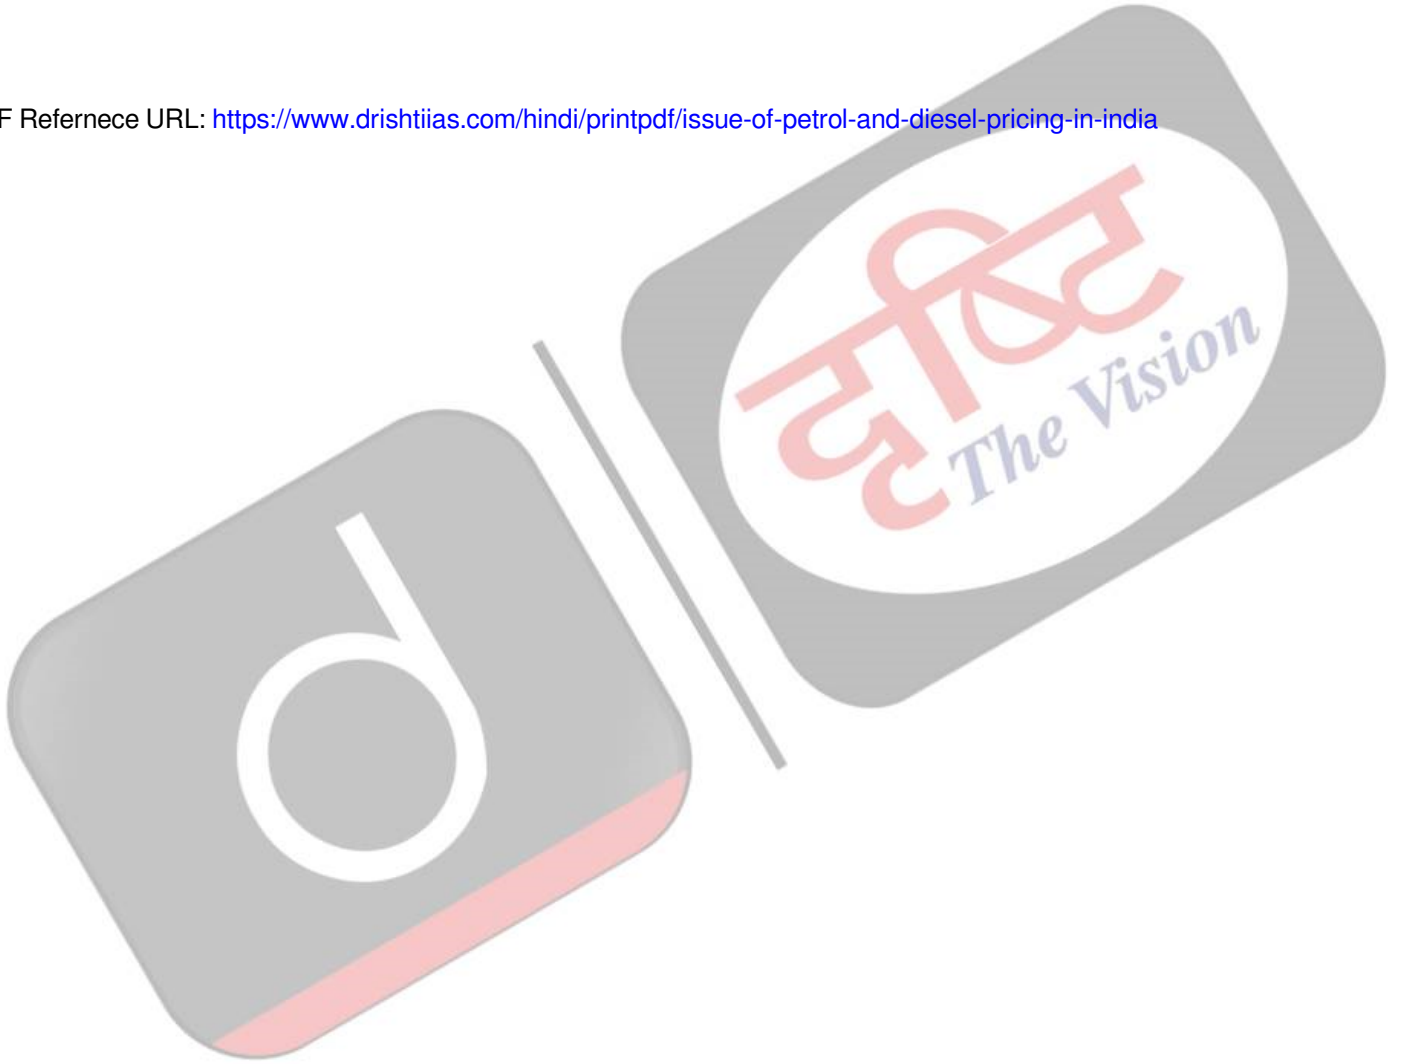 F Refernece URL: https://www.drishtiias.com/hindi/printpdf/issue-of-petrol-and-diesel-pricing-in-india
दृष्टि
The Vision
d